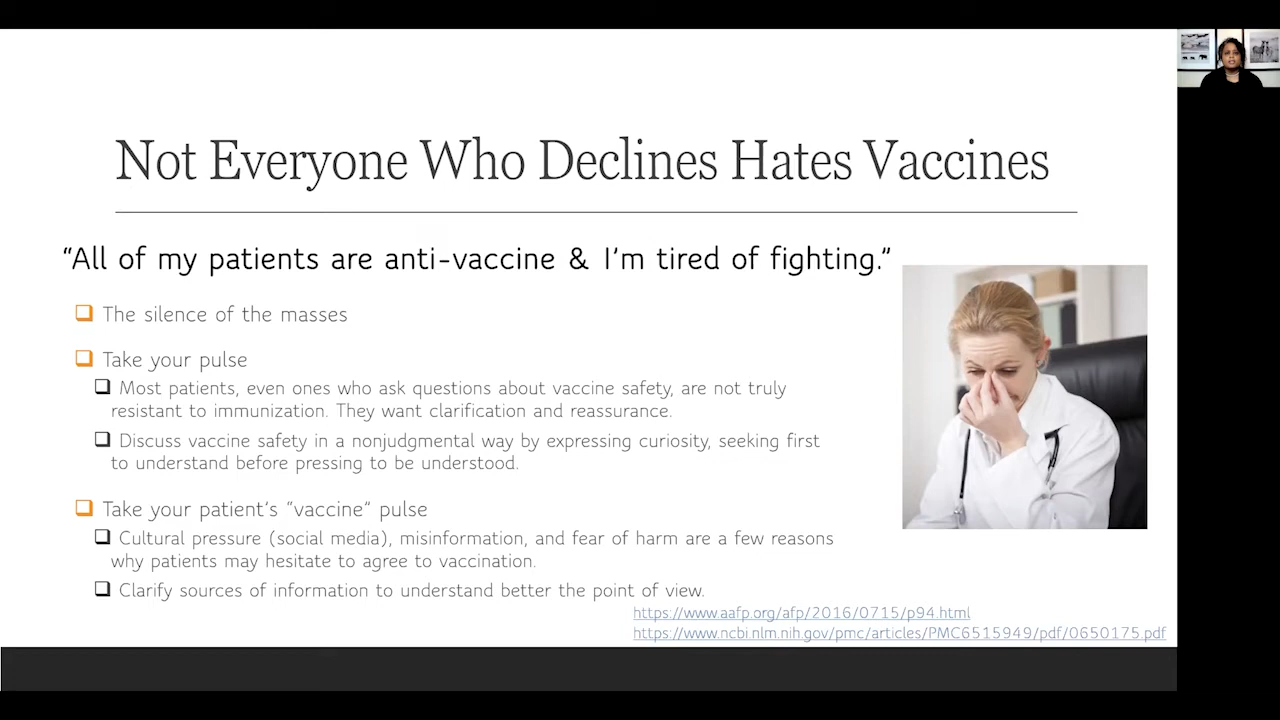 Not Everyone Who Declines Hates Vaccines
“All of my patients are anti-vaccine & I’m tired of fighting.”
The silence of the masses
Take your pulse
Most patients, even ones who ask questions about vaccine safety, are not truly
resistant to immunization. They want clarification and reassurance.
Discuss vaccine safety in a nonjudgmental way by expressing curiosity, seeking first
to understand before pressing to be understood.
Take your patient’s “vaccine” pulse
Cultural pressure (social media), misinformation, and fear of harm are a few reasons
why patients may hesitate to agree to vaccination.
Clarify sources of information to understand better the point of view.
https://www.aafp.org/afp/2016/0715/p94.html
https://www.ncbi.nlm.nih.gov/pmc/articles/PMC6515949/pdf/0650175.pdf